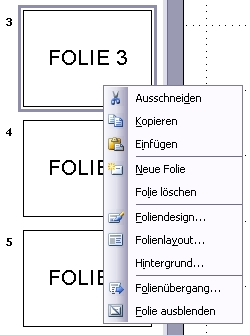 3
FOLIE 3
Ausschneiden
Kopieren
4
FOLIE
Einfügen
Neue Folie
Folie löschen
Foliendesign...
5
Folienlayout...
Hintergrund...
FOLIE
Folienübergang...
Folie ausblenden